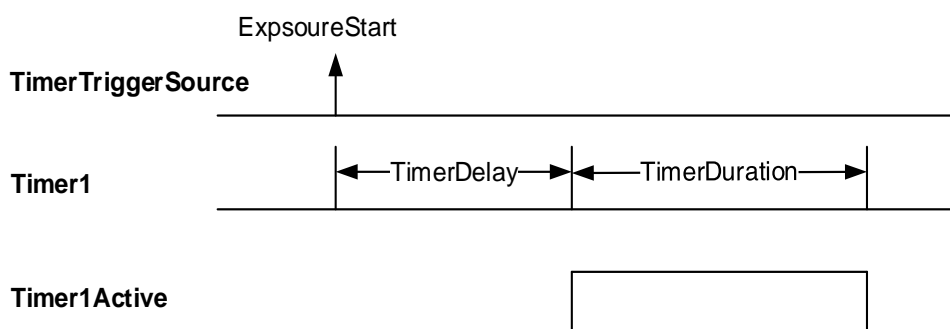 ExpsoureStart
TimerTriggerSource
TimerDelay
TimerDuration
Timer1
Timer1Active